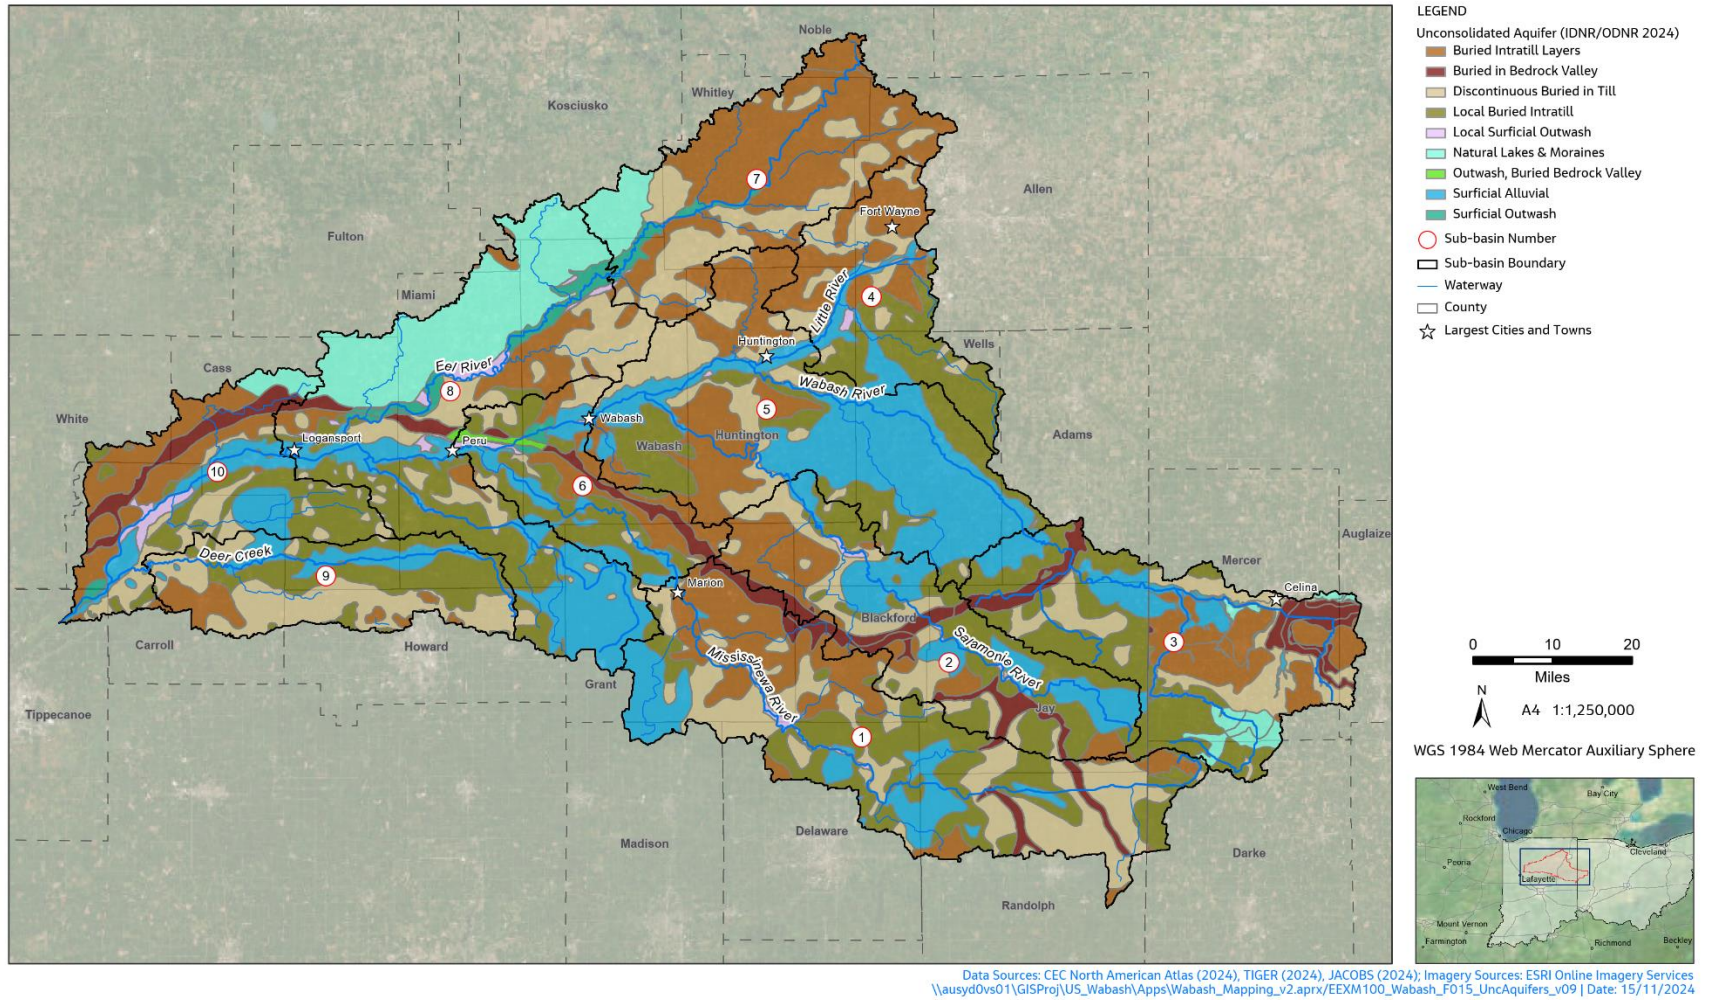 Noble
Whitley
Kosciusko
Allen
Fort Wayne
Fulton
Miami
Little River
Huntington
Wells
Cass
Eel River
Wabash River
White
Wabash
Logansport
Peru
Wabash
Huntington
Adams
Auglaize
Mercer
Deer Creek
Marion
Celina
Blackford
Carroll
Howard
Salamonie River
Mississinewa River
Grant
Jay
Tippecanoe
Madison
Delaware
Darke
Randolph
7
4
8
5
10
6
9
3
2
1
LEGEND
Unconsolidated Aquifer (IDNR/ODNR 2024)
Buried Intratill Layers
Buried in Bedrock Valley
Discontinuous Buried in Till
Local Buried Intratill
Local Surficial Outwash
Natural Lakes & Moraines
Outwash, Buried Bedrock Valley
Surficial Alluvial
Surficial Outwash
Sub-basin Number
Sub-basin Boundary
Waterway
County
Largest Cities and Towns
0 10 20
Miles
N
A4 1:1,250,000
WGS 1984 Web Mercator Auxiliary Sphere
West Bend
Bay City
Rockford
Chicago
Cleveland
Peoria
Lafayette
Mount Vernon
Farmington
Richmond
Beckley
Data Sources: CEC North American Atlas (2024), TIGER (2024), JACOBS (2024); Imagery Sources: ESRI Online Imagery Services
\\ausyd0vs01\GISProj\US_Wabash\Apps\Wabash_Mapping_v2.aprx/EEXM100_Wabash_F015_UncAquifers_v09 | Date: 15/11/2024